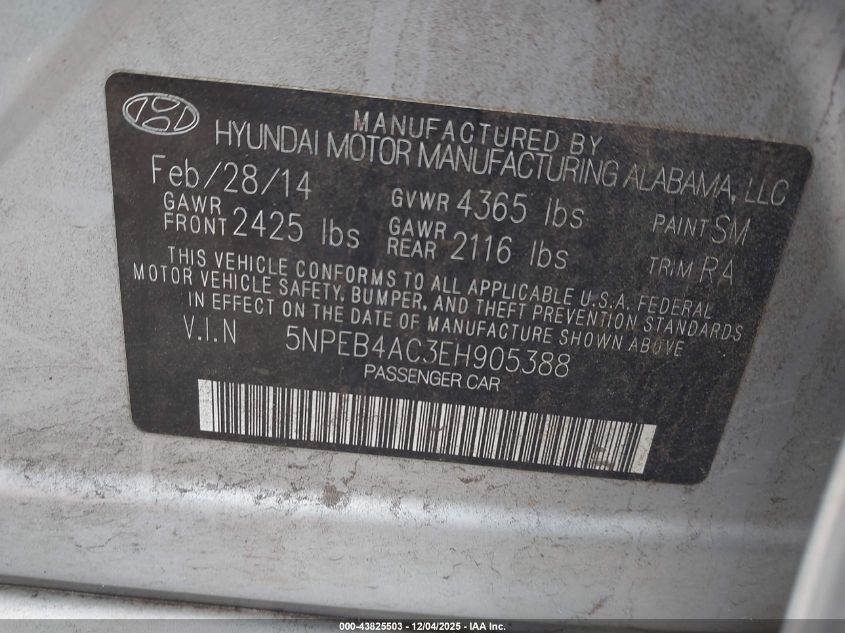 MANUFACTURED BY
HYUNDAI MOTOR MANUFACTURING ALABAMA, LLC
Feb/28/14 GVWR 4365 lbs PAINT SM
GAWR FRONT 2425 lbs GAWR REAR 2116 lbs TRIM RA
THIS VEHICLE CONFORMS TO ALL APPLICABLE U.S.A. FEDERAL
MOTOR VEHICLE SAFETY, BUMPER, AND THEFT PREVENTION STANDARDS
IN EFFECT ON THE DATE OF MANUFACTURE SHOWN ABOVE
V.I.N 5NPEB4AC3EH905388
PASSENGER CAR
000-43825503 - 12/04/2025 - IAA Inc.